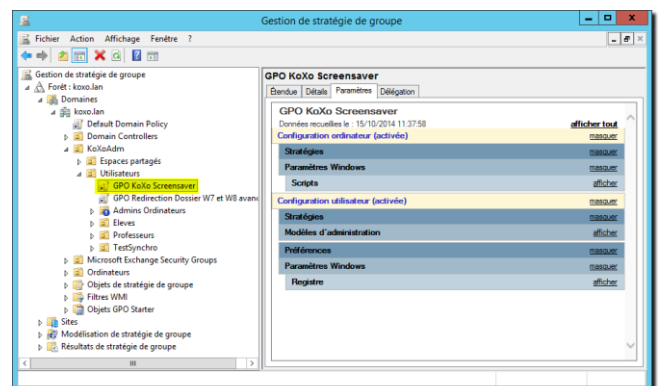 Gestion de stratégie de groupe
Fichier Action Affichage Fenêtre ?
Gestion de stratégie de groupe
Forêt : koxo.lan
Domaines
koxo.lan
Default Domain Policy
Domain Controllers
KoXoAdm
Espaces partagés
Utilisateurs
GPO KoXo Screensaver
GPO Redirection Dossier W7 et W8 avan
Admins Ordinateurs
Eleves
Professeurs
TestSynchro
Microsoft Exchange Security Groups
Ordinateurs
Objets de stratégie de groupe
Filtres WMI
Objets GPO Starter
Sites
Modélisation de stratégie de groupe
Résultats de stratégie de groupe
GPO KoXo Screensaver
Étendue Détails Paramètres Délégation
GPO KoXo Screensaver
Données recueillies le : 15/10/2014 11:37:58 afficher tout
Configuration ordinateur (activée) masquer
Stratégies masquer
Paramètres Windows masquer
Scripts afficher
Configuration utilisateur (activée) masquer
Stratégies masquer
Modèles d'administration afficher
Préférences masquer
Paramètres Windows masquer
Registre afficher